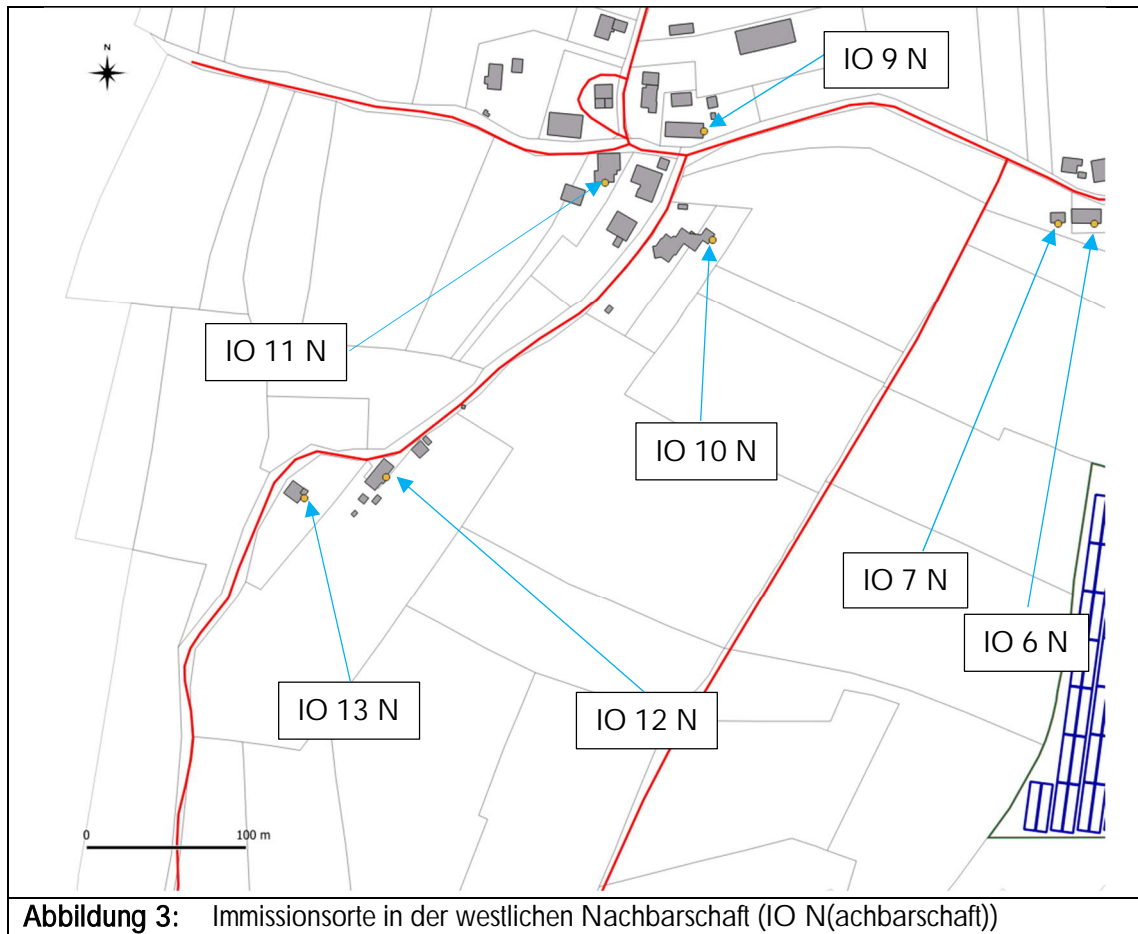 N
IO 9 N
IO 11 N
IO 10 N
IO 7 N
IO 6 N
IO 13 N
IO 12 N
0 100 m
Abbildung 3: Immissionsorte in der westlichen Nachbarschaft (IO N(achbarschaft))